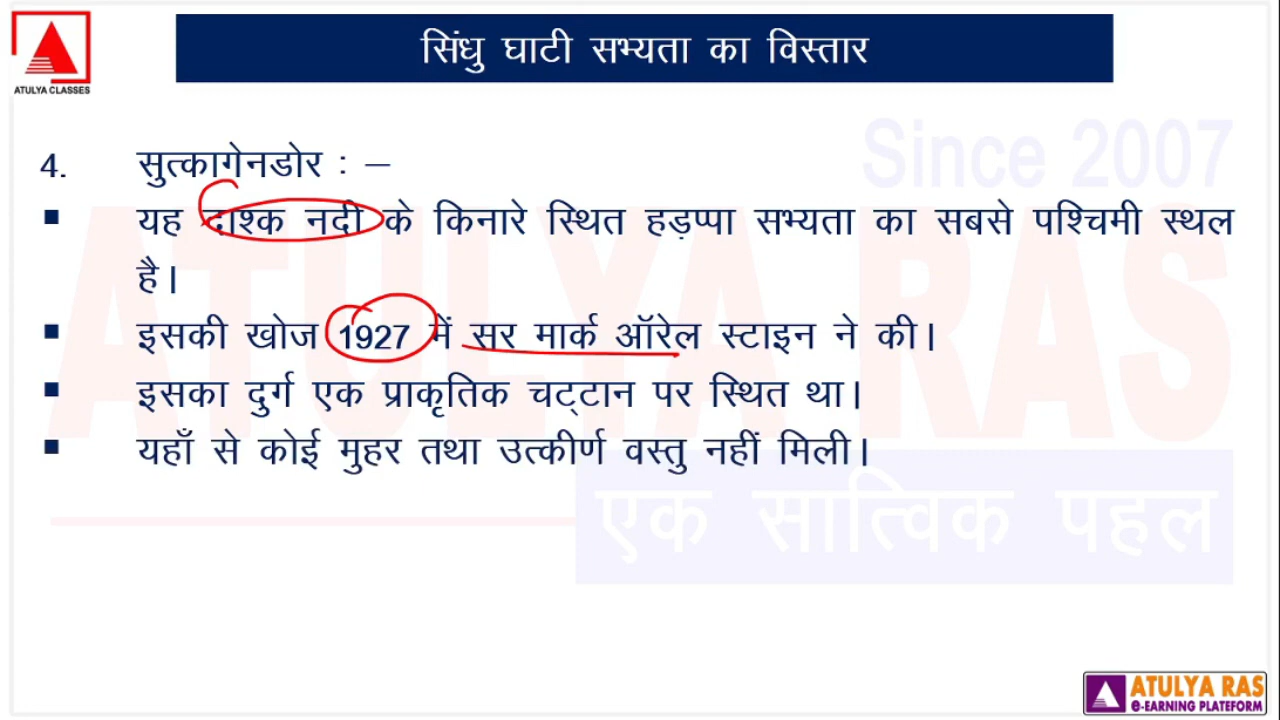 ATULYA CLASSES
सिंधु घाटी सभ्यता का विस्तार
Since 2007
4. सुत्कागेनडोर : –
▪ यह दाश्क नदी के किनारे स्थित हड़प्पा सभ्यता का सबसे पश्चिमी स्थल
है।
▪ इसकी खोज 1927 में सर मार्क ऑरेल स्टाइन ने की।
▪ इसका दुर्ग एक प्राकृतिक चट्टान पर स्थित था।
▪ यहाँ से कोई मुहर तथा उत्कीर्ण वस्तु नहीं मिली।
ATULYA RAS
एक सात्विक पहल
ATULYA RAS
e-EARNING PLATEFORM